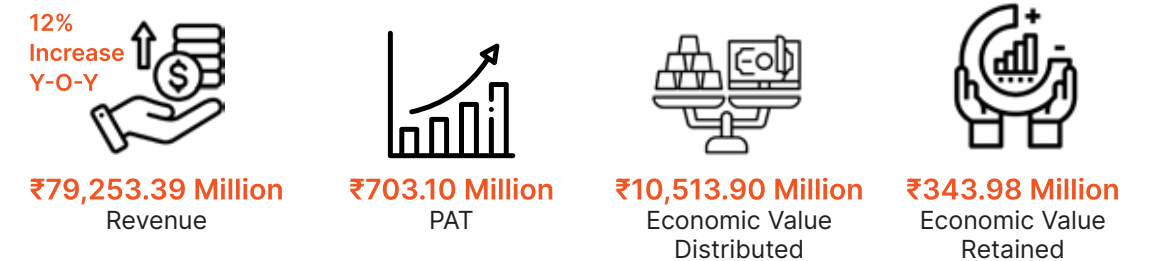 12%
Increase
Y-O-Y
₹79,253.39 Million
Revenue
₹703.10 Million
PAT
₹10,513.90 Million
Economic Value
Distributed
₹343.98 Million
Economic Value
Retained